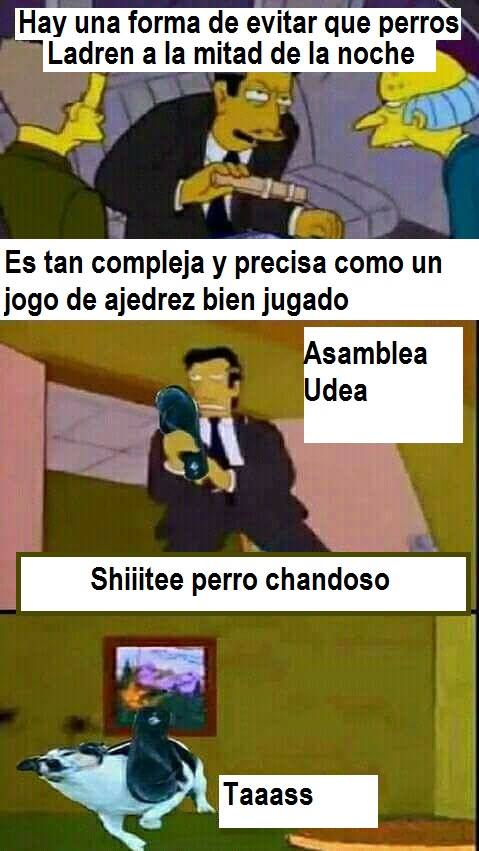 Hay una forma de evitar que perros
Ladren a la mitad de la noche
Es tan compleja y precisa como un
jogo de ajedrez bien jugado
Asamblea
Udea
Shiiitee perro chandoso
Taaass